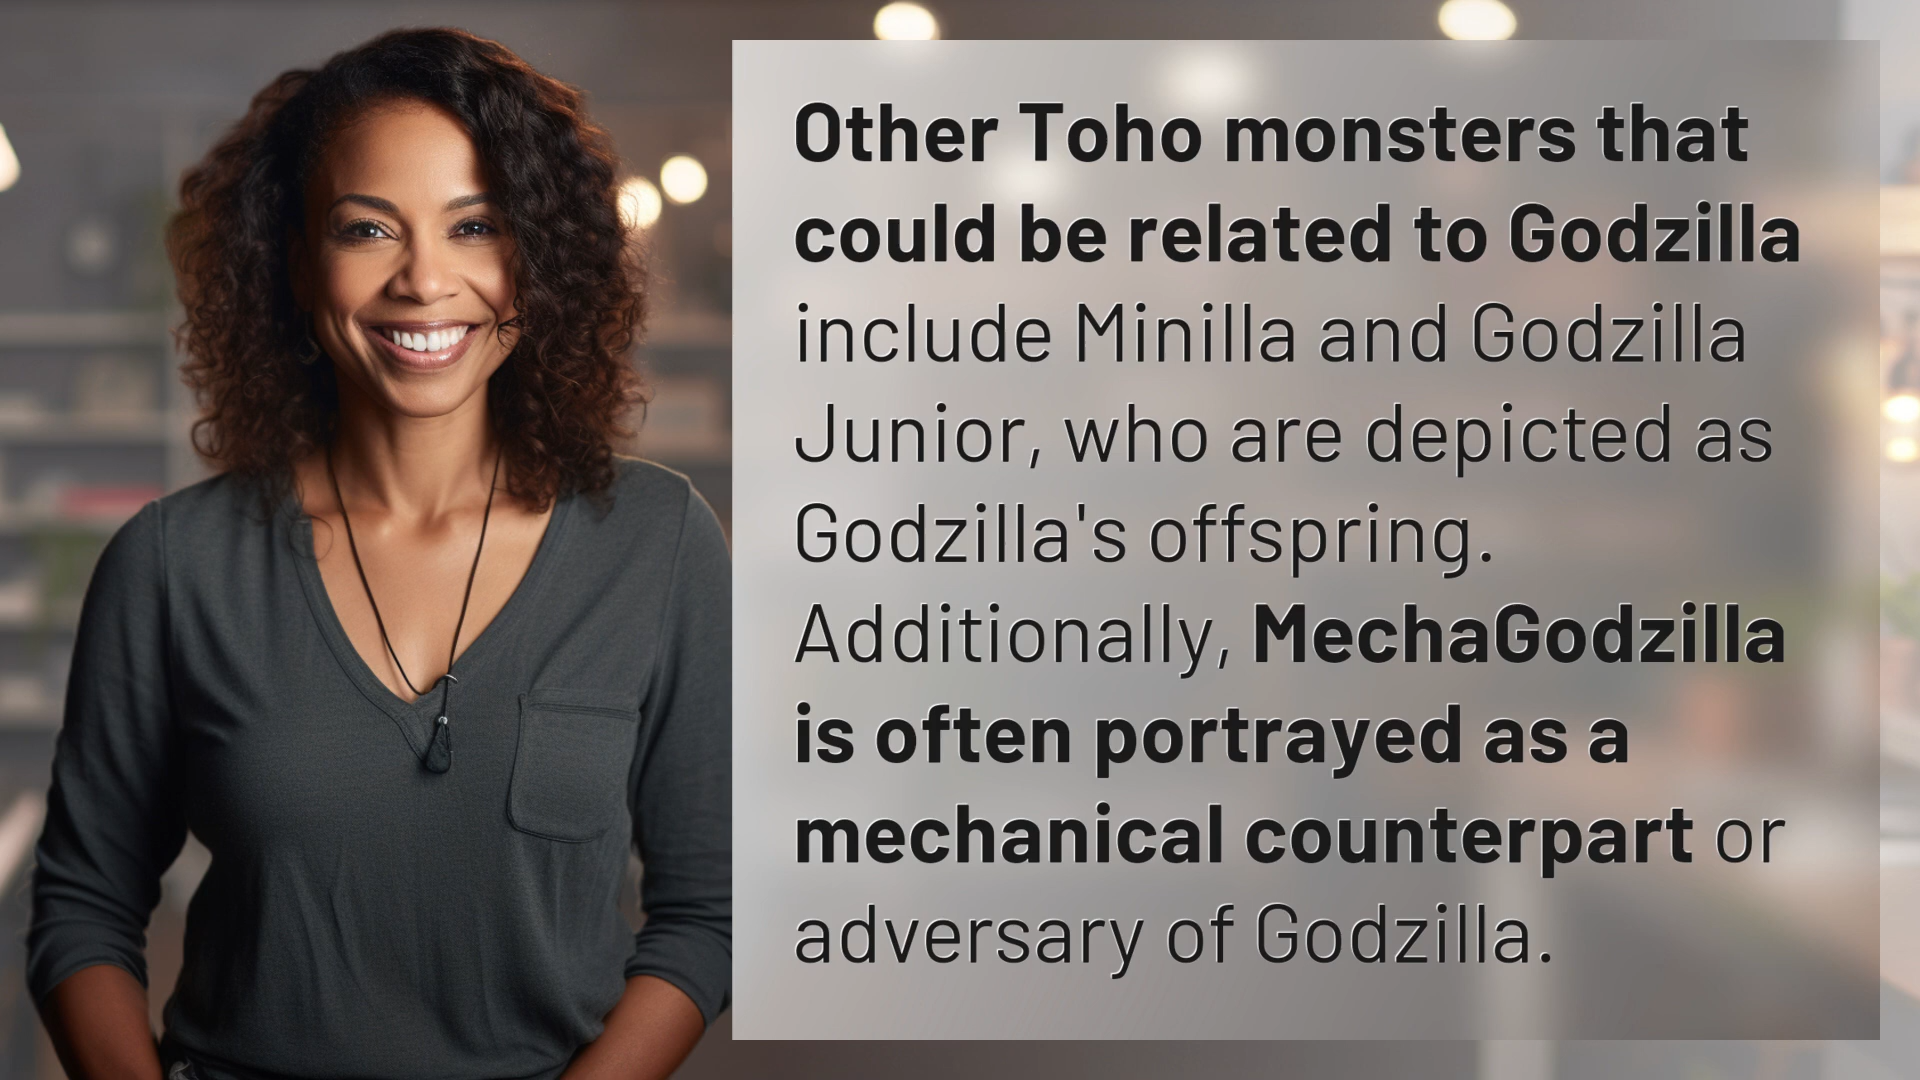 Other Toho monsters that
could be related to Godzilla
include Minilla and Godzilla
Junior, who are depicted as
Godzilla's offspring.
Additionally, MechaGodzilla
is often portrayed as a
mechanical counterpart or
adversary of Godzilla.